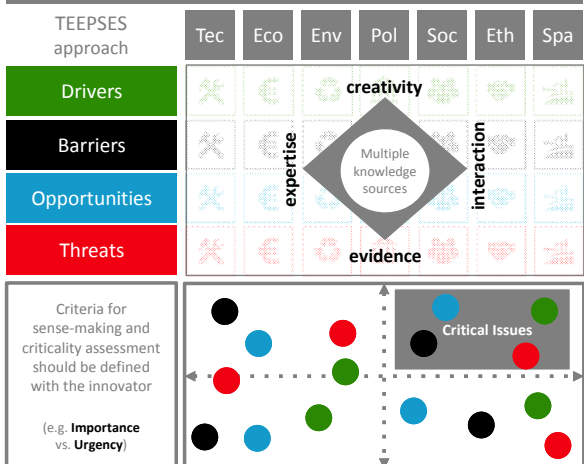 TEEPSES
approach
Tec Eco Env Pol Soc Eth Spa
Drivers
Barriers
Opportunities
Threats
creativity
expertise
Multiple
knowledge
sources
interaction
evidence
Criteria for
sense-making and
criticality assessment
should be defined
with the innovator
(e.g. Importance
vs. Urgency)
Critical Issues